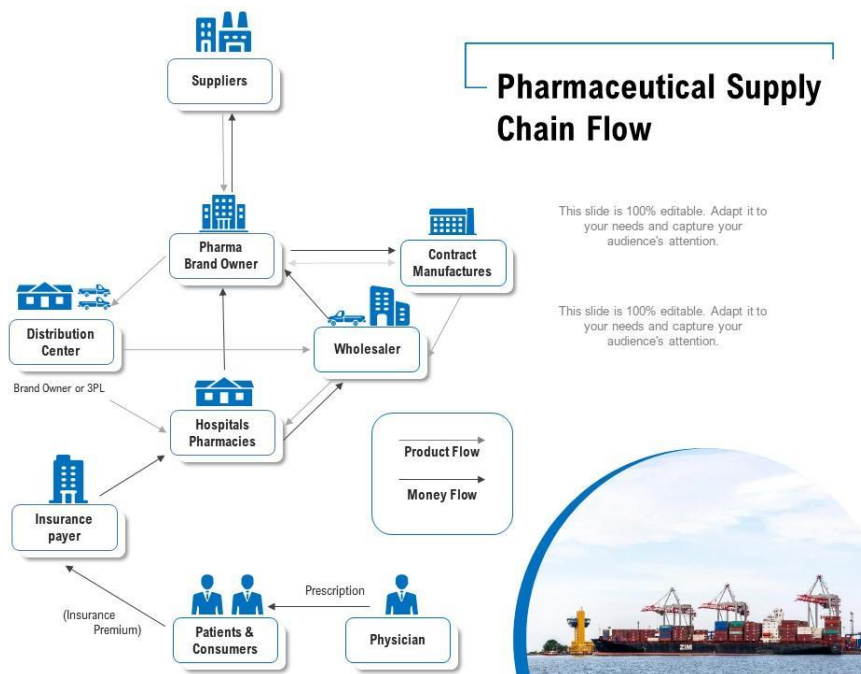 Pharmaceutical Supply
Chain Flow
This slide is 100% editable. Adapt it to
your needs and capture your
audience's attention.
This slide is 100% editable. Adapt it to
your needs and capture your
audience's attention.
Suppliers
Pharma
Brand Owner
Contract
Manufactures
Distribution
Center
Wholesaler
Brand Owner or 3PL
Hospitals
Pharmacies
Product Flow
Money Flow
Insurance
payer
Prescription
(Insurance
Premium)
Patients &
Consumers
Physician
ZIM